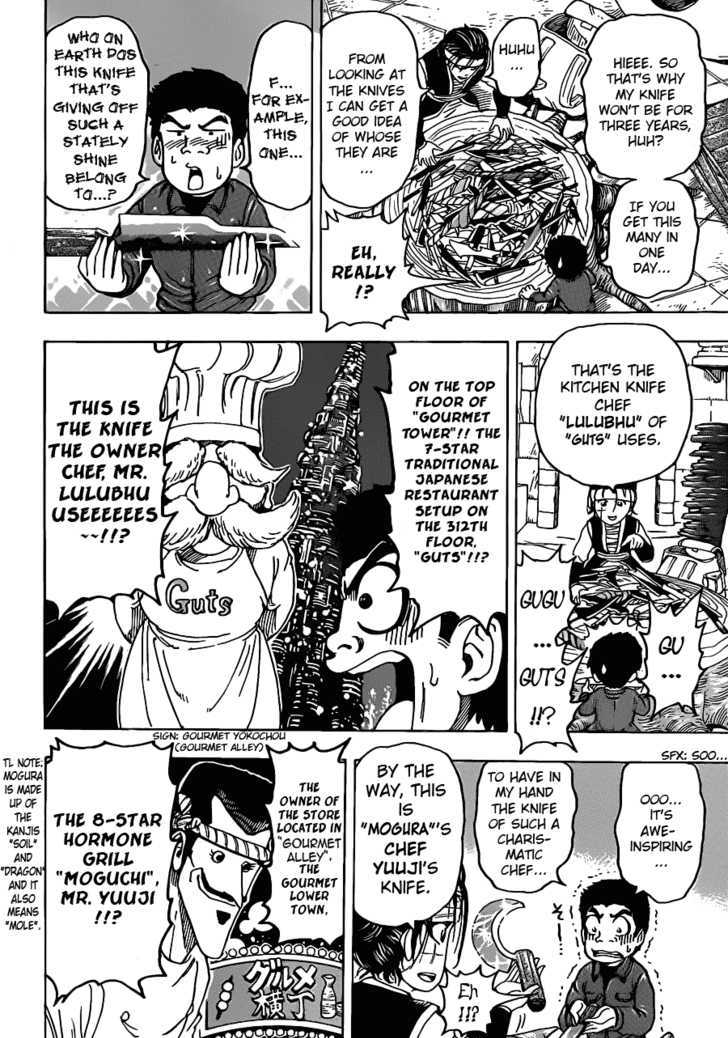 HIEEE. SO
THAT'S WHY
MY KNIFE
WON'T BE FOR
THREE YEARS,
HUH?
IF YOU
GET THIS
MANY IN
ONE
DAY...
HUHU
...
FROM
LOOKING AT
THE KNIVES
I CAN GET A
GOOD IDEA
OF WHOSE
THEY ARE
...
EH,
REALLY
!?
F...
FOR EX-
AMPLE,
THIS
ONE...
WHO ON
EARTH DOS
THIS KNIFE
THAT'S
GIVING OFF
SUCH A
STATELY
SHINE
BELONG
TO...?
THAT'S THE
KITCHEN KNIFE
CHEF
"LULUBHU" OF
"GUTS" USES.
GU
...
GUGU
...
GUTS
!!?
ON THE TOP
FLOOR OF
"GOURMET
TOWER"!! THE
7-STAR
TRADITIONAL
JAPANESE
RESTAURANT
SETUP ON
THE 312TH
FLOOR,
"GUTS"!!?
THIS IS
THE KNIFE
THE OWNER
CHEF, MR.
LULUBHU
USEEEEEES
~~!!?
Guts
SFX: SOO...
OOO...
IT'S
AWE-
INSPIRING
...
TO HAVE IN
MY HAND
THE KNIFE
OF SUCH A
CHARIS-
MATIC
CHEF...
BY THE
WAY, THIS
IS
"MOGURA"'S
CHEF
YUUJI'S
KNIFE.
Eh
!!?
SIGN: GOURMET YOKOCHOU
(GOURMET ALLEY)
THE
OWNER OF
THE STORE
LOCATED IN
"GOURMET
ALLEY",
THE
GOURMET
LOWER
TOWN,
THE 8-STAR
HORMONE
GRILL
"MOGUCHI",
MR. YUUJI
!!?
グルメ
横丁
TL NOTE:
MOGURA
IS MADE
UP OF
THE
KANJIS
"SOIL"
AND
"DRAGON"
AND IT
ALSO
MEANS
"MOLE".